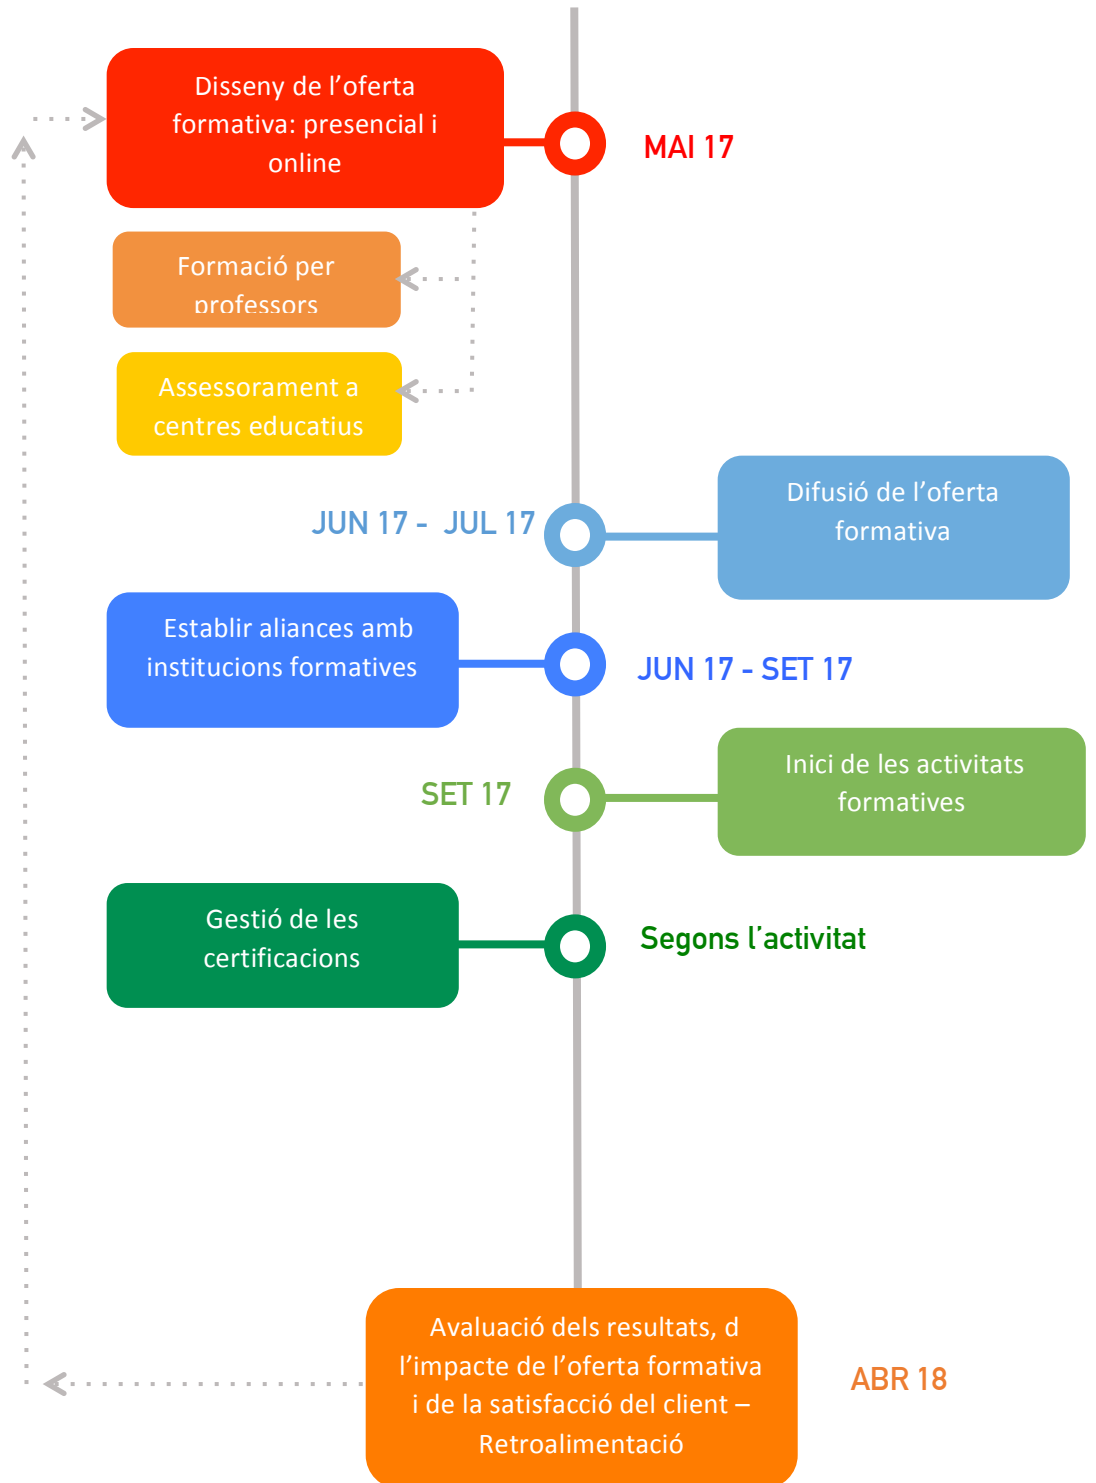 Disseny de l’oferta
formativa: presencial i
online
MAI 17
Formació per
professors
Assessorament a
centres educatius
JUN 17 - JUL 17
Difusió de l’oferta
formativa
Establir aliances amb
institucions formatives
JUN 17 - SET 17
SET 17
Inici de les activitats
formatives
Gestió de les
certificacions
Segons l’activitat
Avaluació dels resultats, d
l’impacte de l’oferta formativa
i de la satisfacció del client –
Retroalimentació
ABR 18